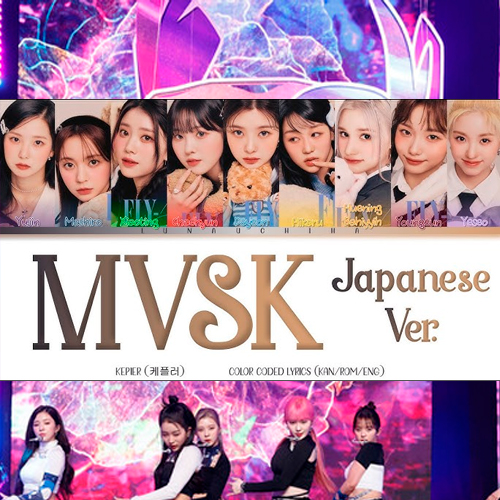 Yujin Mashiro Xiaoting Chaehyun Dayeon Hikaru Huening Bahiyyih Youngeun Yeseo
MVSK Japanese Ver.
KEP1ER (케플러) COLOR CODED LYRICS (KAN/ROM/ENG)